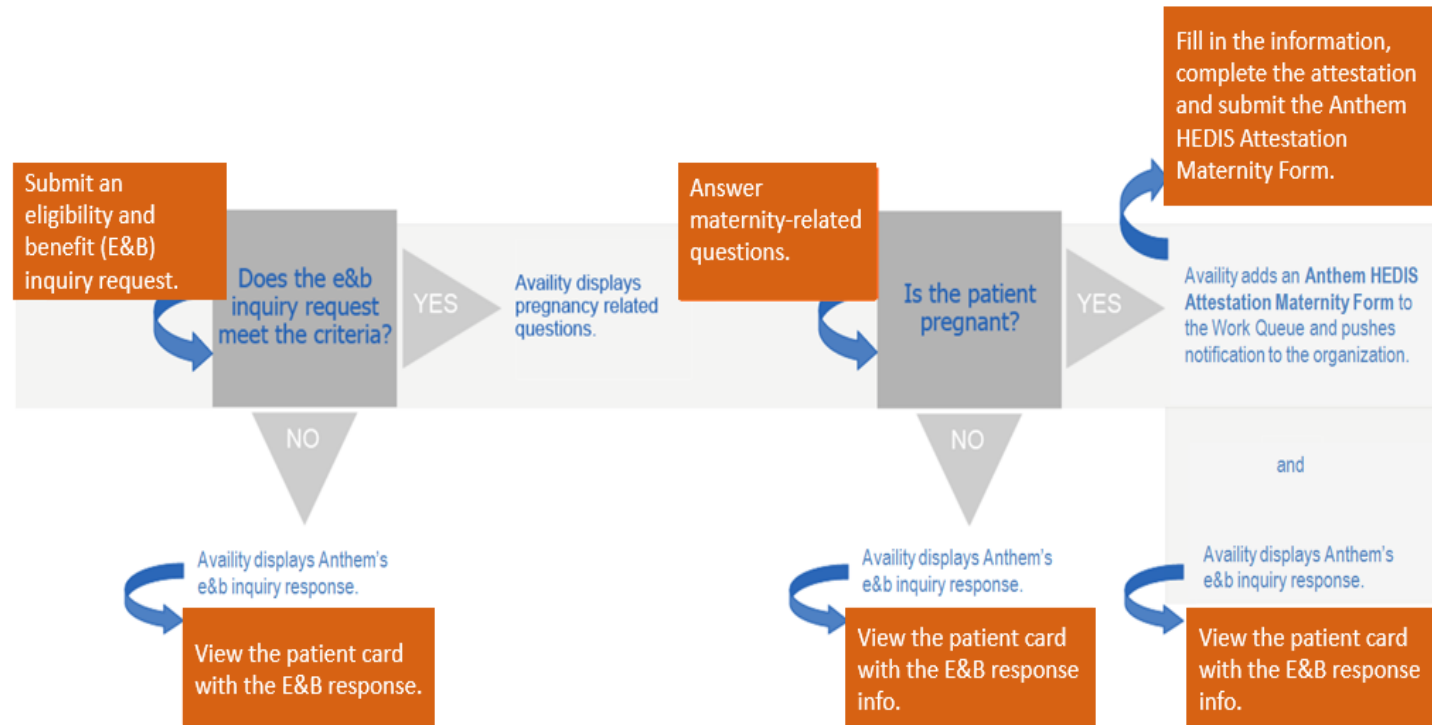 Submit an
eligibility and
benefit (E&B)
inquiry request.
Does the e&b
inquiry request
meet the criteria?
YES
Availity displays
pregnancy related
questions.
NO
Availity displays Anthem's
e&b inquiry response.
View the patient card
with the E&B response.
Answer
maternity-related
questions.
Is the patient
pregnant?
YES
NO
Availity displays Anthem's
e&b inquiry response.
View the patient card
with the E&B response
info.
Fill in the information,
complete the attestation
and submit the Anthem
HEDIS Attestation
Maternity Form.
Availity adds an Anthem HEDIS
Attestation Maternity Form to
the Work Queue and pushes
notification to the organization.
and
Availity displays Anthem's
e&b inquiry response.
View the patient card
with the E&B response
info.